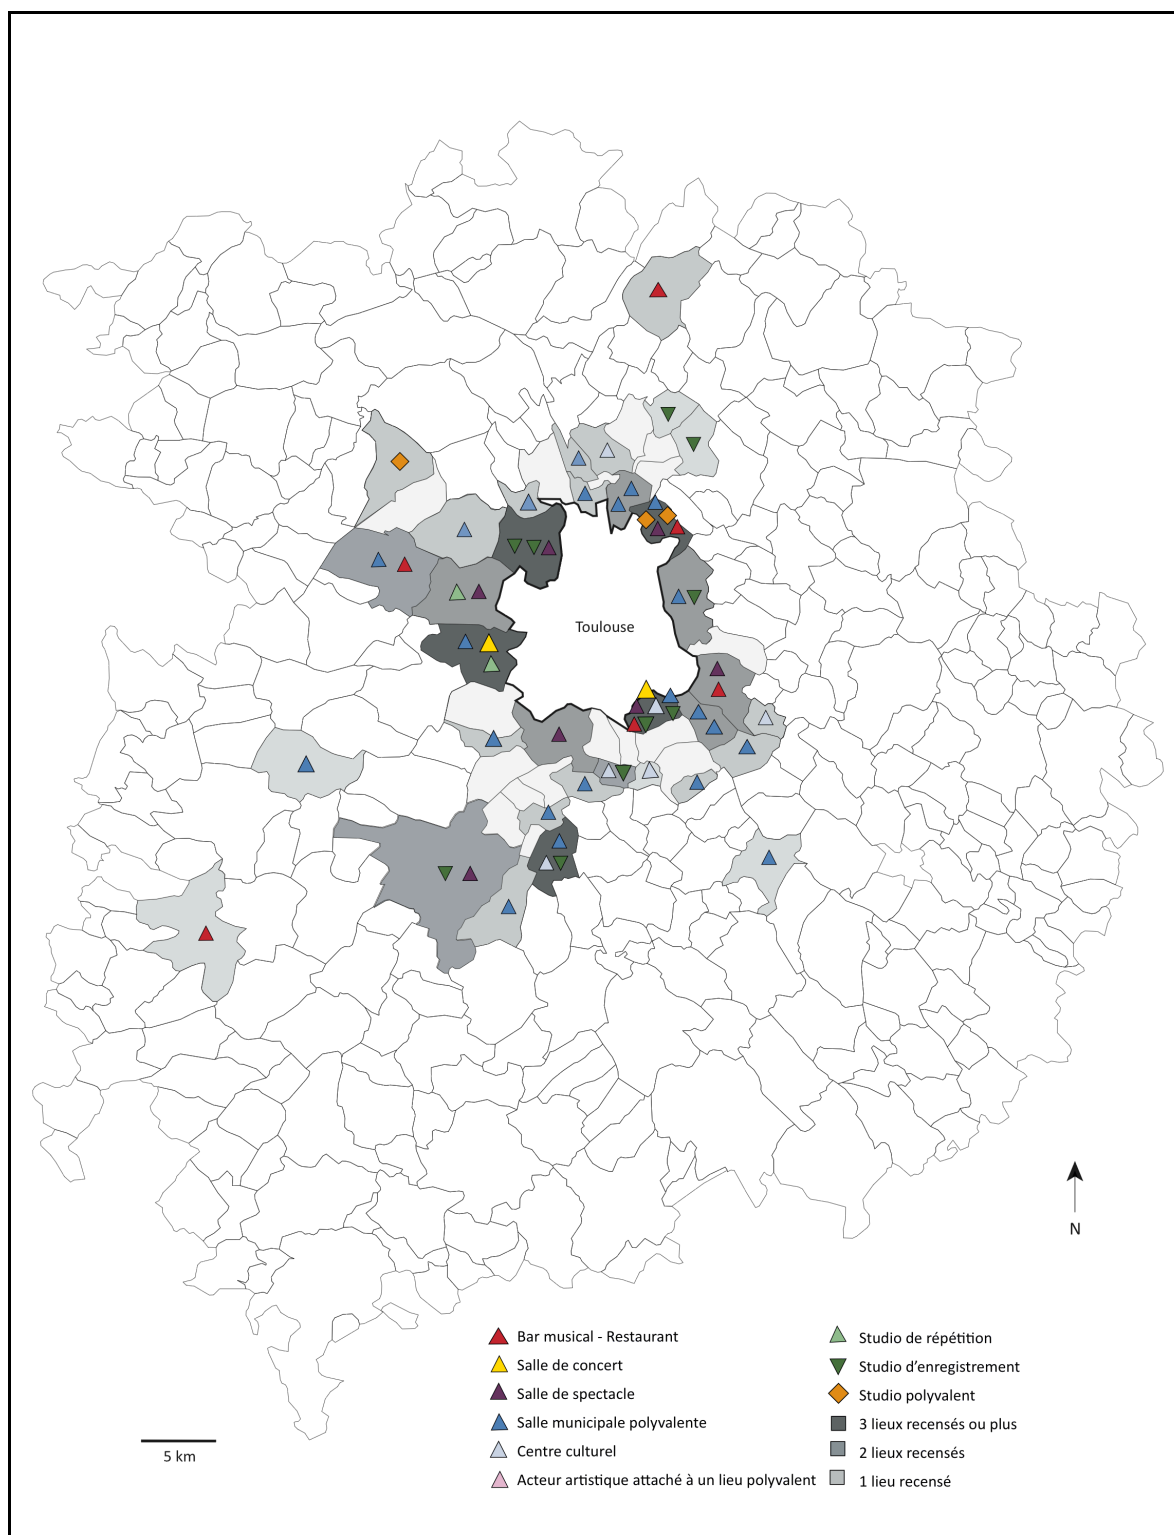 Toulouse
N
Bar musical - Restaurant
Salle de concert
Salle de spectacle
Salle municipale polyvalente
Centre culturel
Acteur artistique attaché à un lieu polyvalent
Studio de répétition
Studio d'enregistrement
Studio polyvalent
3 lieux recensés ou plus
2 lieux recensés
1 lieu recensé
5 km